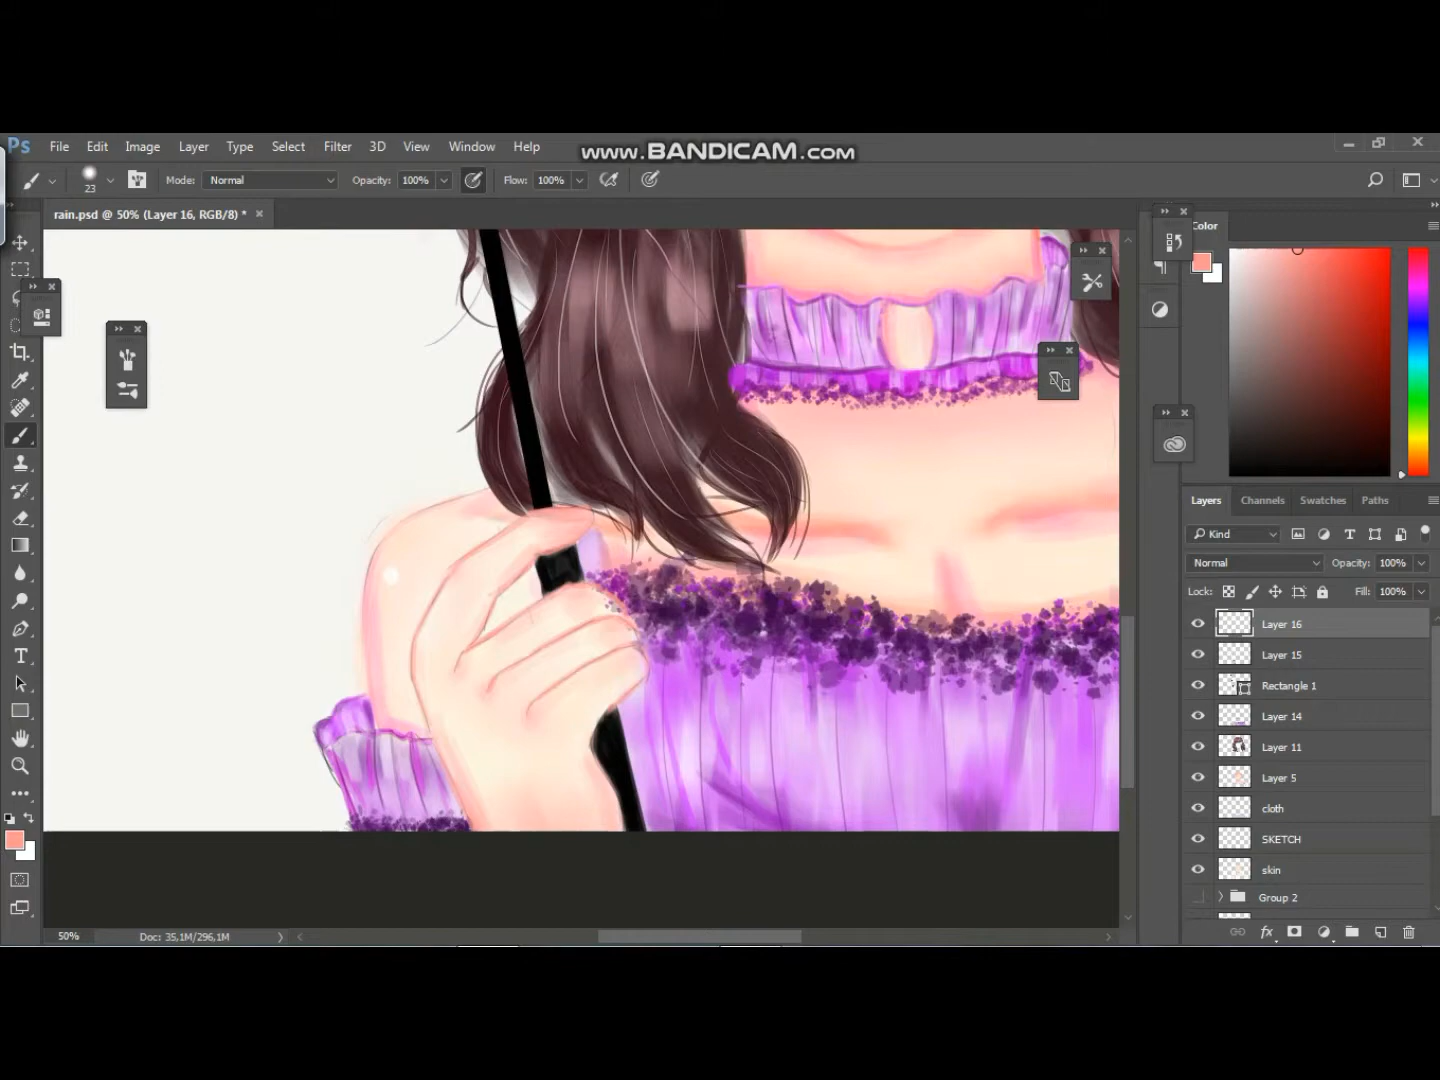 www.BANDICAM.com
Ps File Edit Image Layer Type Select Filter 3D View Window Help
23 Mode: Normal Opacity: 100% Flow: 100%
rain.psd @ 50% (Layer 16, RGB/8) *
Color
Layers Channels Swatches Paths
Kind
Normal Opacity: 100%
Lock: Fill: 100%
Layer 16
Layer 15
Rectangle 1
Layer 14
Layer 11
Layer 5
cloth
SKETCH
skin
Group 2
fx
50% Doc: 35,1M/296,1M